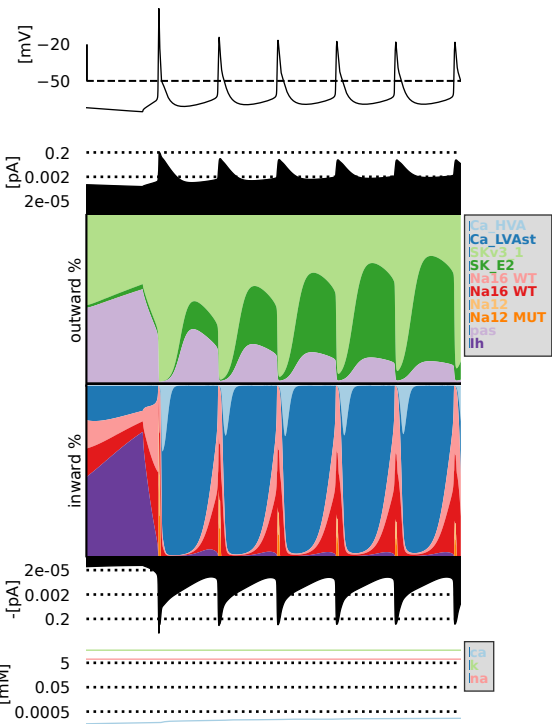 [mV]
−20
−50
[pA]
0.2
0.002
2e-05
outward %
Ca_HVA
Ca_LVAst
SKv3_1
SK_E2
Na16 WT
Na16 WT
Na12
Na12 MUT
pas
Ih
inward %
-[pA]
2e-05
0.002
0.2
[mM]
5
0.05
0.0005
ca
k
na